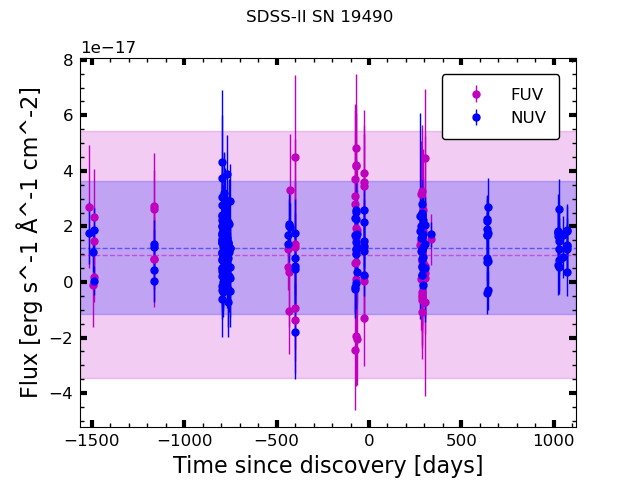 SDSS-II SN 19490
1e−17
8
6
4
2
0
−2
−4
FUV
NUV
−1500 −1000 −500 0 500 1000
Time since discovery [days]
Flux [erg s^-1 Å^-1 cm^-2]